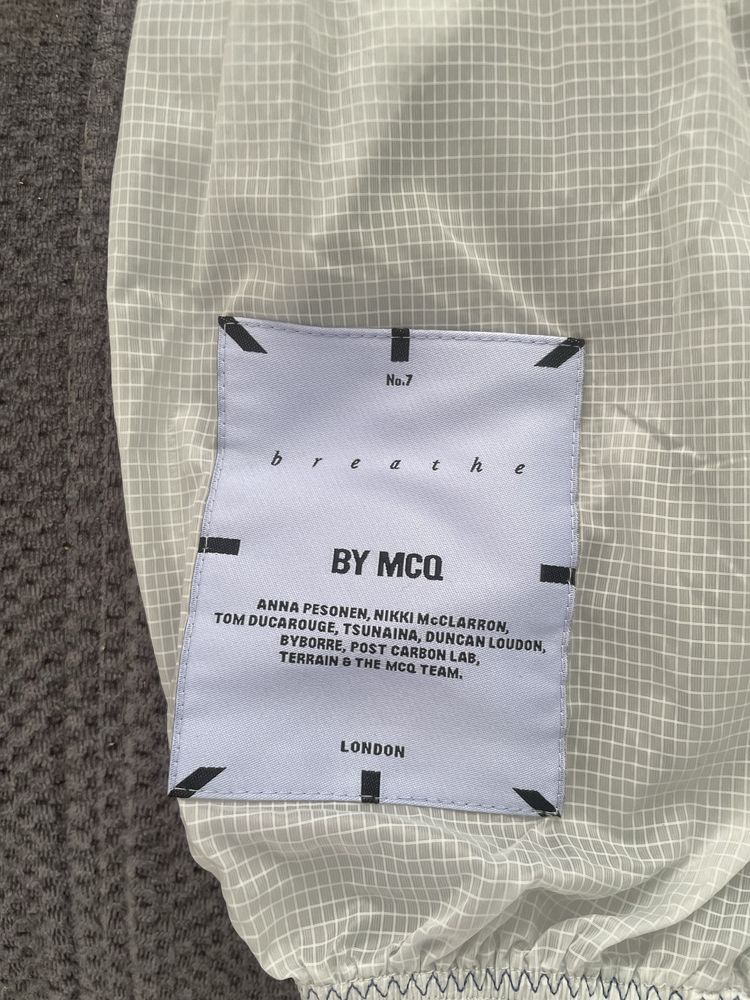 No.7
breathe
BY MCQ
ANNA PESONEN, NIKKI McCLARRON,
TOM DUCAROUGE, TSUNAINA, DUNCAN LOUDON,
BYBORRE, POST CARBON LAB,
TERRAIN & THE MCQ TEAM.
LONDON